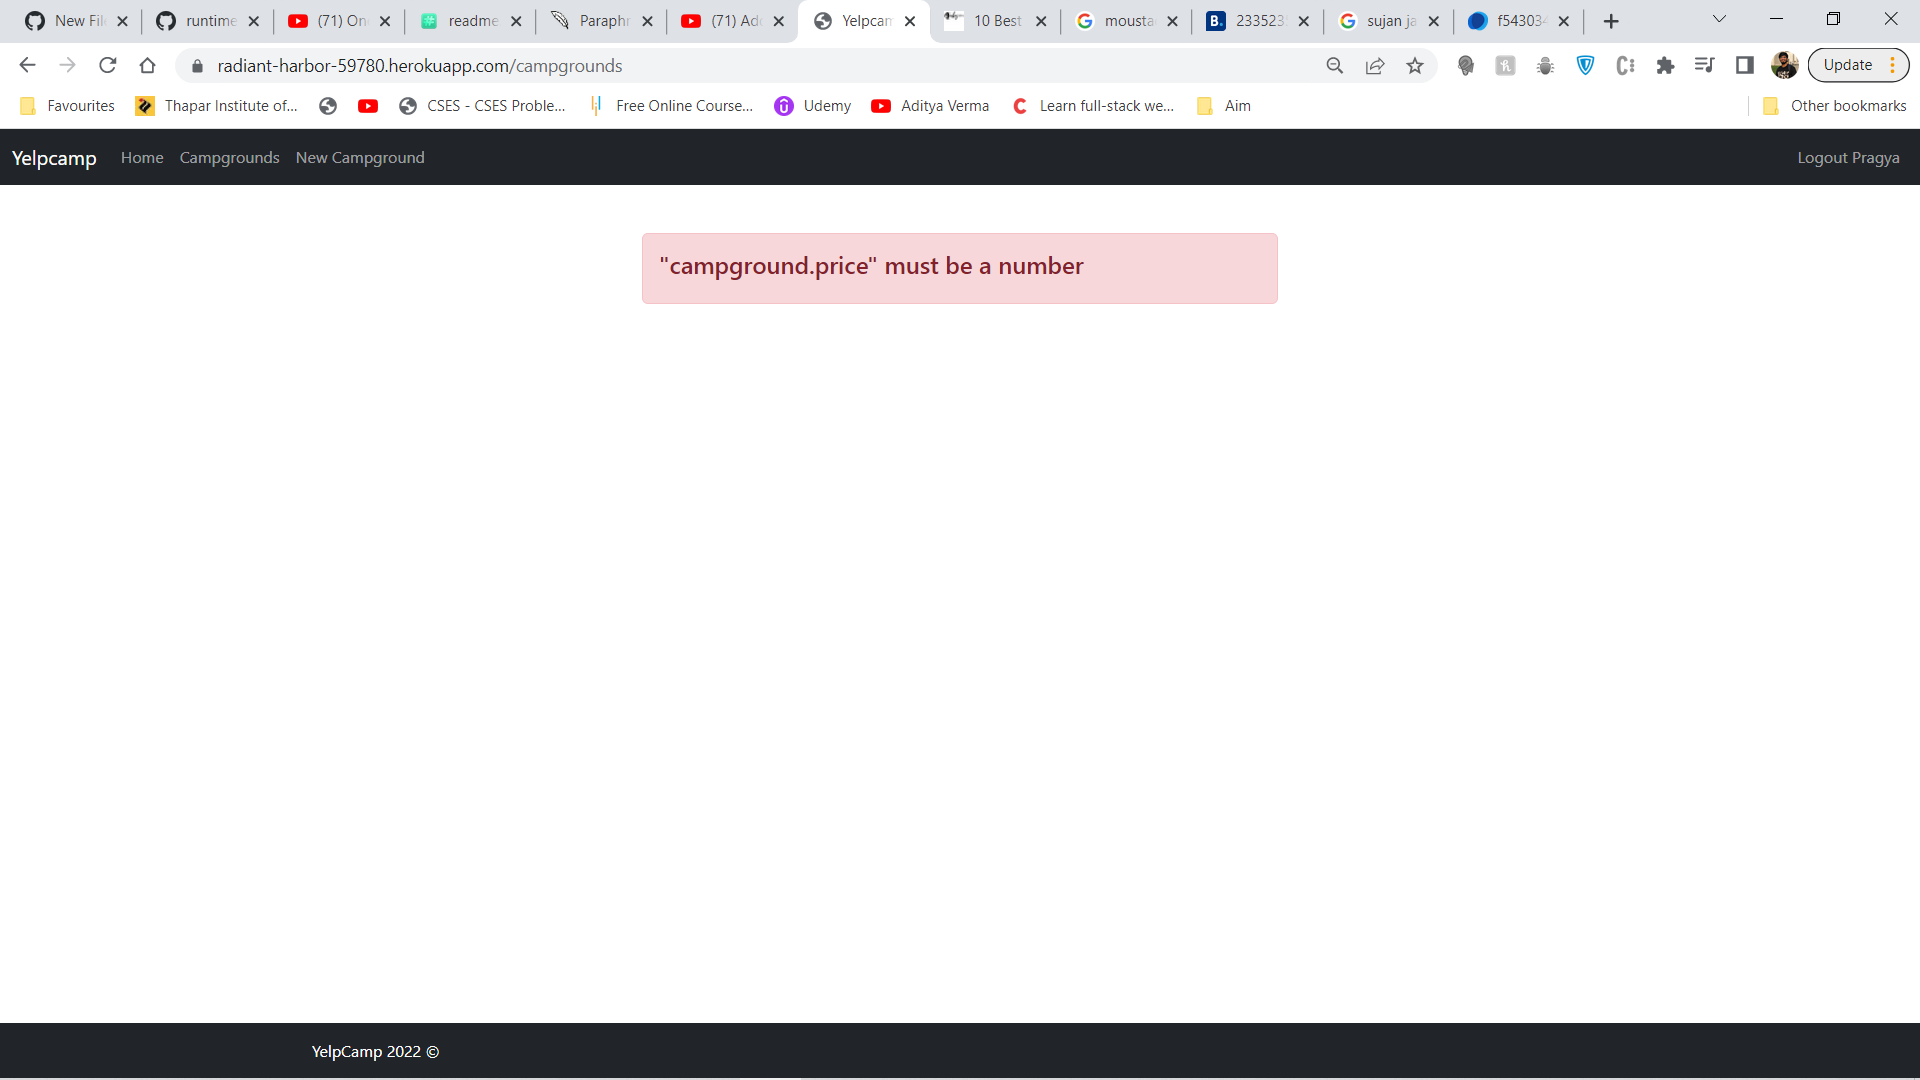 New Fil
runtime
(71) On
readme
Paraphr
(71) Add
Yelpcam
10 Best
mousta
233523
sujan ja
f54303
radiant-harbor-59780.herokuapp.com/campgrounds
Update
Favourites
Thapar Institute of...
CSES - CSES Proble...
Free Online Course...
Udemy
Aditya Verma
Learn full-stack we...
Aim
Other bookmarks
Yelpcamp
Home
Campgrounds
New Campground
Logout Pragya
"campground.price" must be a number
YelpCamp 2022 ©